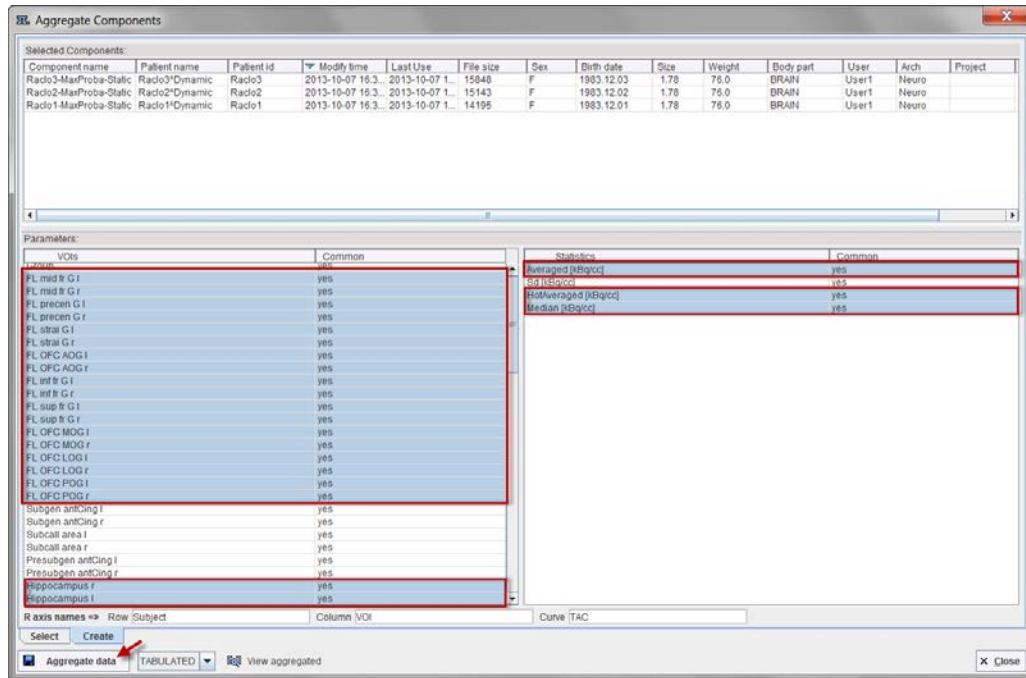 Aggregate Components
Selected Components:
Component name Patient name Patient id Modify time Last Use File size Sex Birth date Size Weight Body part User Arch Project
Raclo3-MaxProba-Static Raclo3^Dynamic Raclo3 2013-10-07 16:3... 2013-10-07 1... 15848 F 1983.12.03 1.78 76.0 BRAIN User1 Neuro
Raclo2-MaxProba-Static Raclo2^Dynamic Raclo2 2013-10-07 16:3... 2013-10-07 1... 15143 F 1983.12.02 1.78 76.0 BRAIN User1 Neuro
Raclo1-MaxProba-Static Raclo1^Dynamic Raclo1 2013-10-07 16:3... 2013-10-07 1... 14195 F 1983.12.01 1.78 76.0 BRAIN User1 Neuro
Parameters:
VOIs Common Statistics Common
Group yes Averaged [kBq/cc] yes
FL mid fr G l yes Sd [kBq/cc] yes
FL mid fr G r yes HotAveraged [kBq/cc] yes
FL precen G l yes Median [kBq/cc] yes
FL precen G r yes
FL strai G l yes
FL strai G r yes
FL OFC AOG l yes
FL OFC AOG r yes
FL inf fr G l yes
FL inf fr G r yes
FL sup fr G l yes
FL sup fr G r yes
FL OFC MOG l yes
FL OFC MOG r yes
FL OFC LOG l yes
FL OFC LOG r yes
FL OFC POG l yes
FL OFC POG r yes
Subgen antCing l yes
Subgen antCing r yes
Subcall area l yes
Subcall area r yes
Presubgen antCing l yes
Presubgen antCing r yes
Hippocampus r yes
Hippocampus l yes
R axis names => Row Subject Column VOI Curve TAC
Select Create
Aggregate data TABULATED View aggregated Close